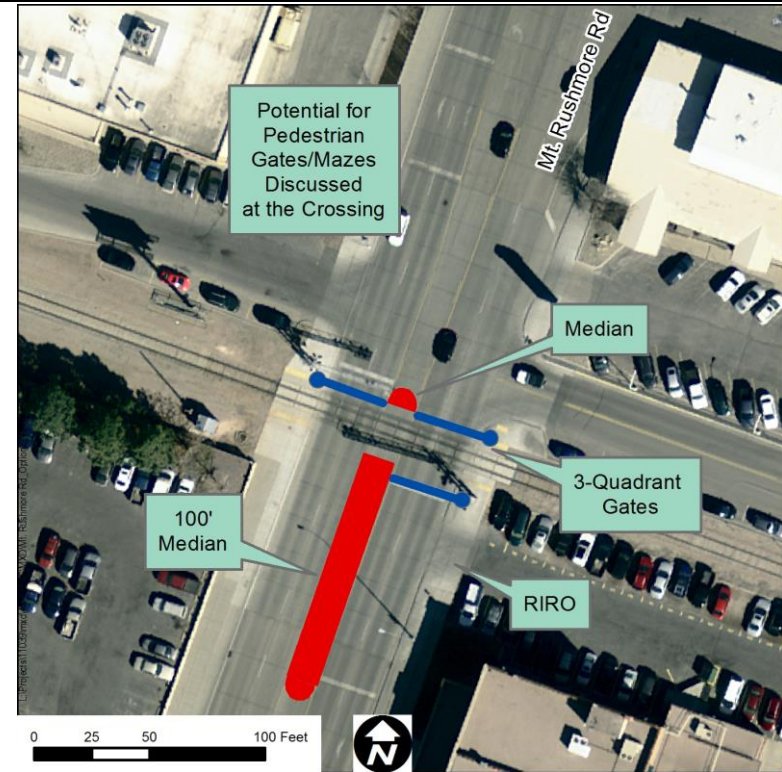 Mt. Rushmore Rd
Potential for
Pedestrian
Gates/Mazes
Discussed
at the Crossing
Median
3-Quadrant
Gates
100'
Median
RIRO
0 25 50 100 Feet
N